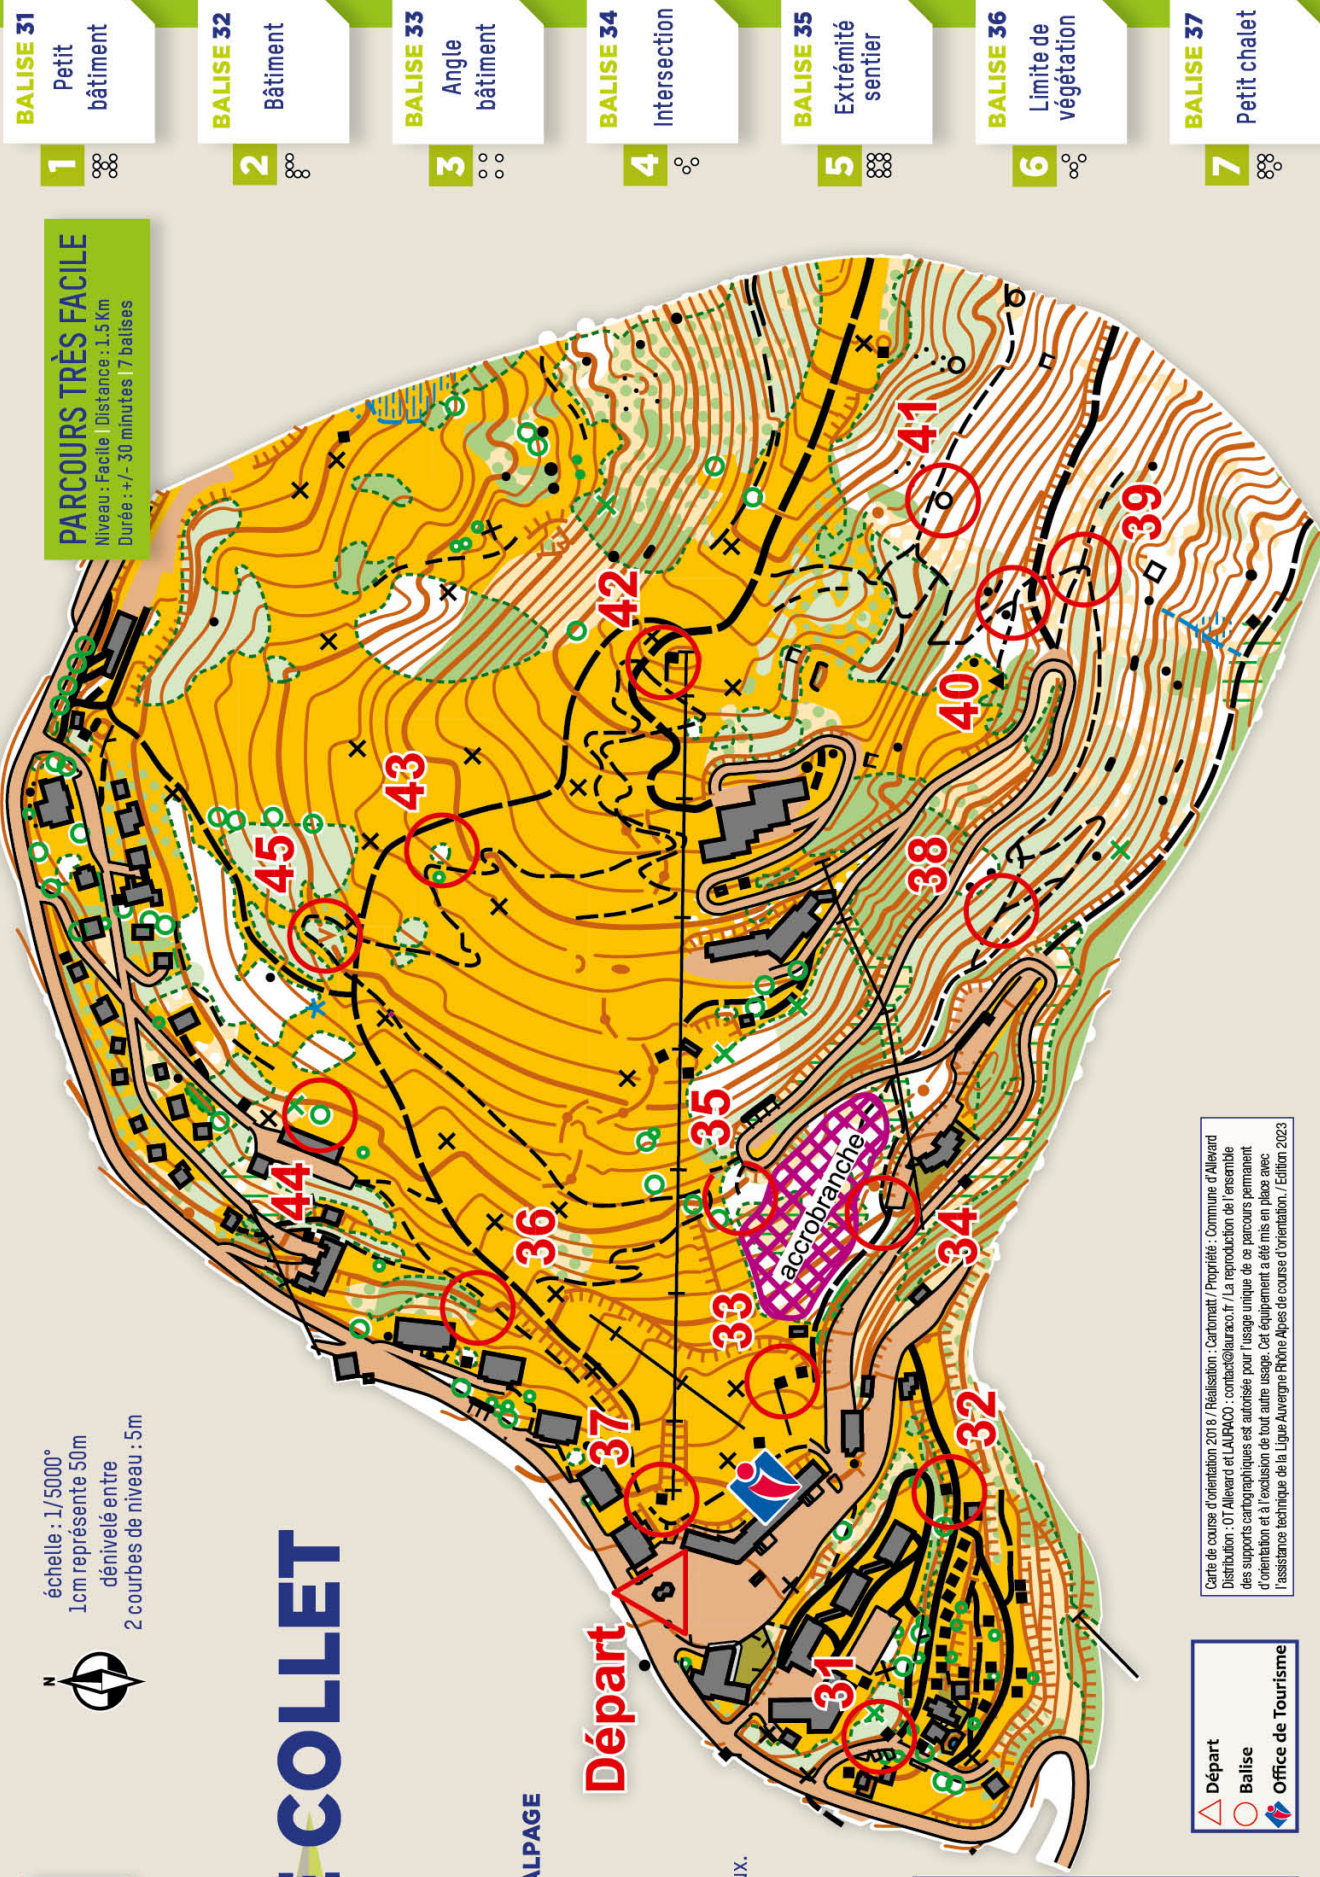 échelle : 1/5000°
1cm représente 50m
dénivelé entre
2 courbes de niveau : 5m
N
COLLET
ALPAGE
UX.
PARCOURS TRÈS FACILE
Niveau : Facile | Distance : 1.5 Km
Durée : +/- 30 minutes | 7 balises
1
BALISE 31
Petit
bâtiment
2
BALISE 32
Bâtiment
3
BALISE 33
Angle
bâtiment
4
BALISE 34
Intersection
5
BALISE 35
Extrémité
sentier
6
BALISE 36
Limite de
végétation
7
BALISE 37
Petit chalet
Départ
31
32
33
34
35
36
37
38
39
40
41
42
43
44
45
accrobranche
Départ
Balise
Office de Tourisme
Carte de course d'orientation 2018 / Réalisation : Cartomatt / Propriété : Commune d'Allevard
Distribution : OT Allevard et LAURACO : contact@lauraco.fr / La reproduction de l'ensemble
des supports cartographiques est autorisée pour l'usage unique de ce parcours permanent
d'orientation et à l'exclusion de tout autre usage. Cet équipement a été mis en place avec
l'assistance technique de la Ligue Auvergne Rhône Alpes de course d'orientation. / Edition 2023